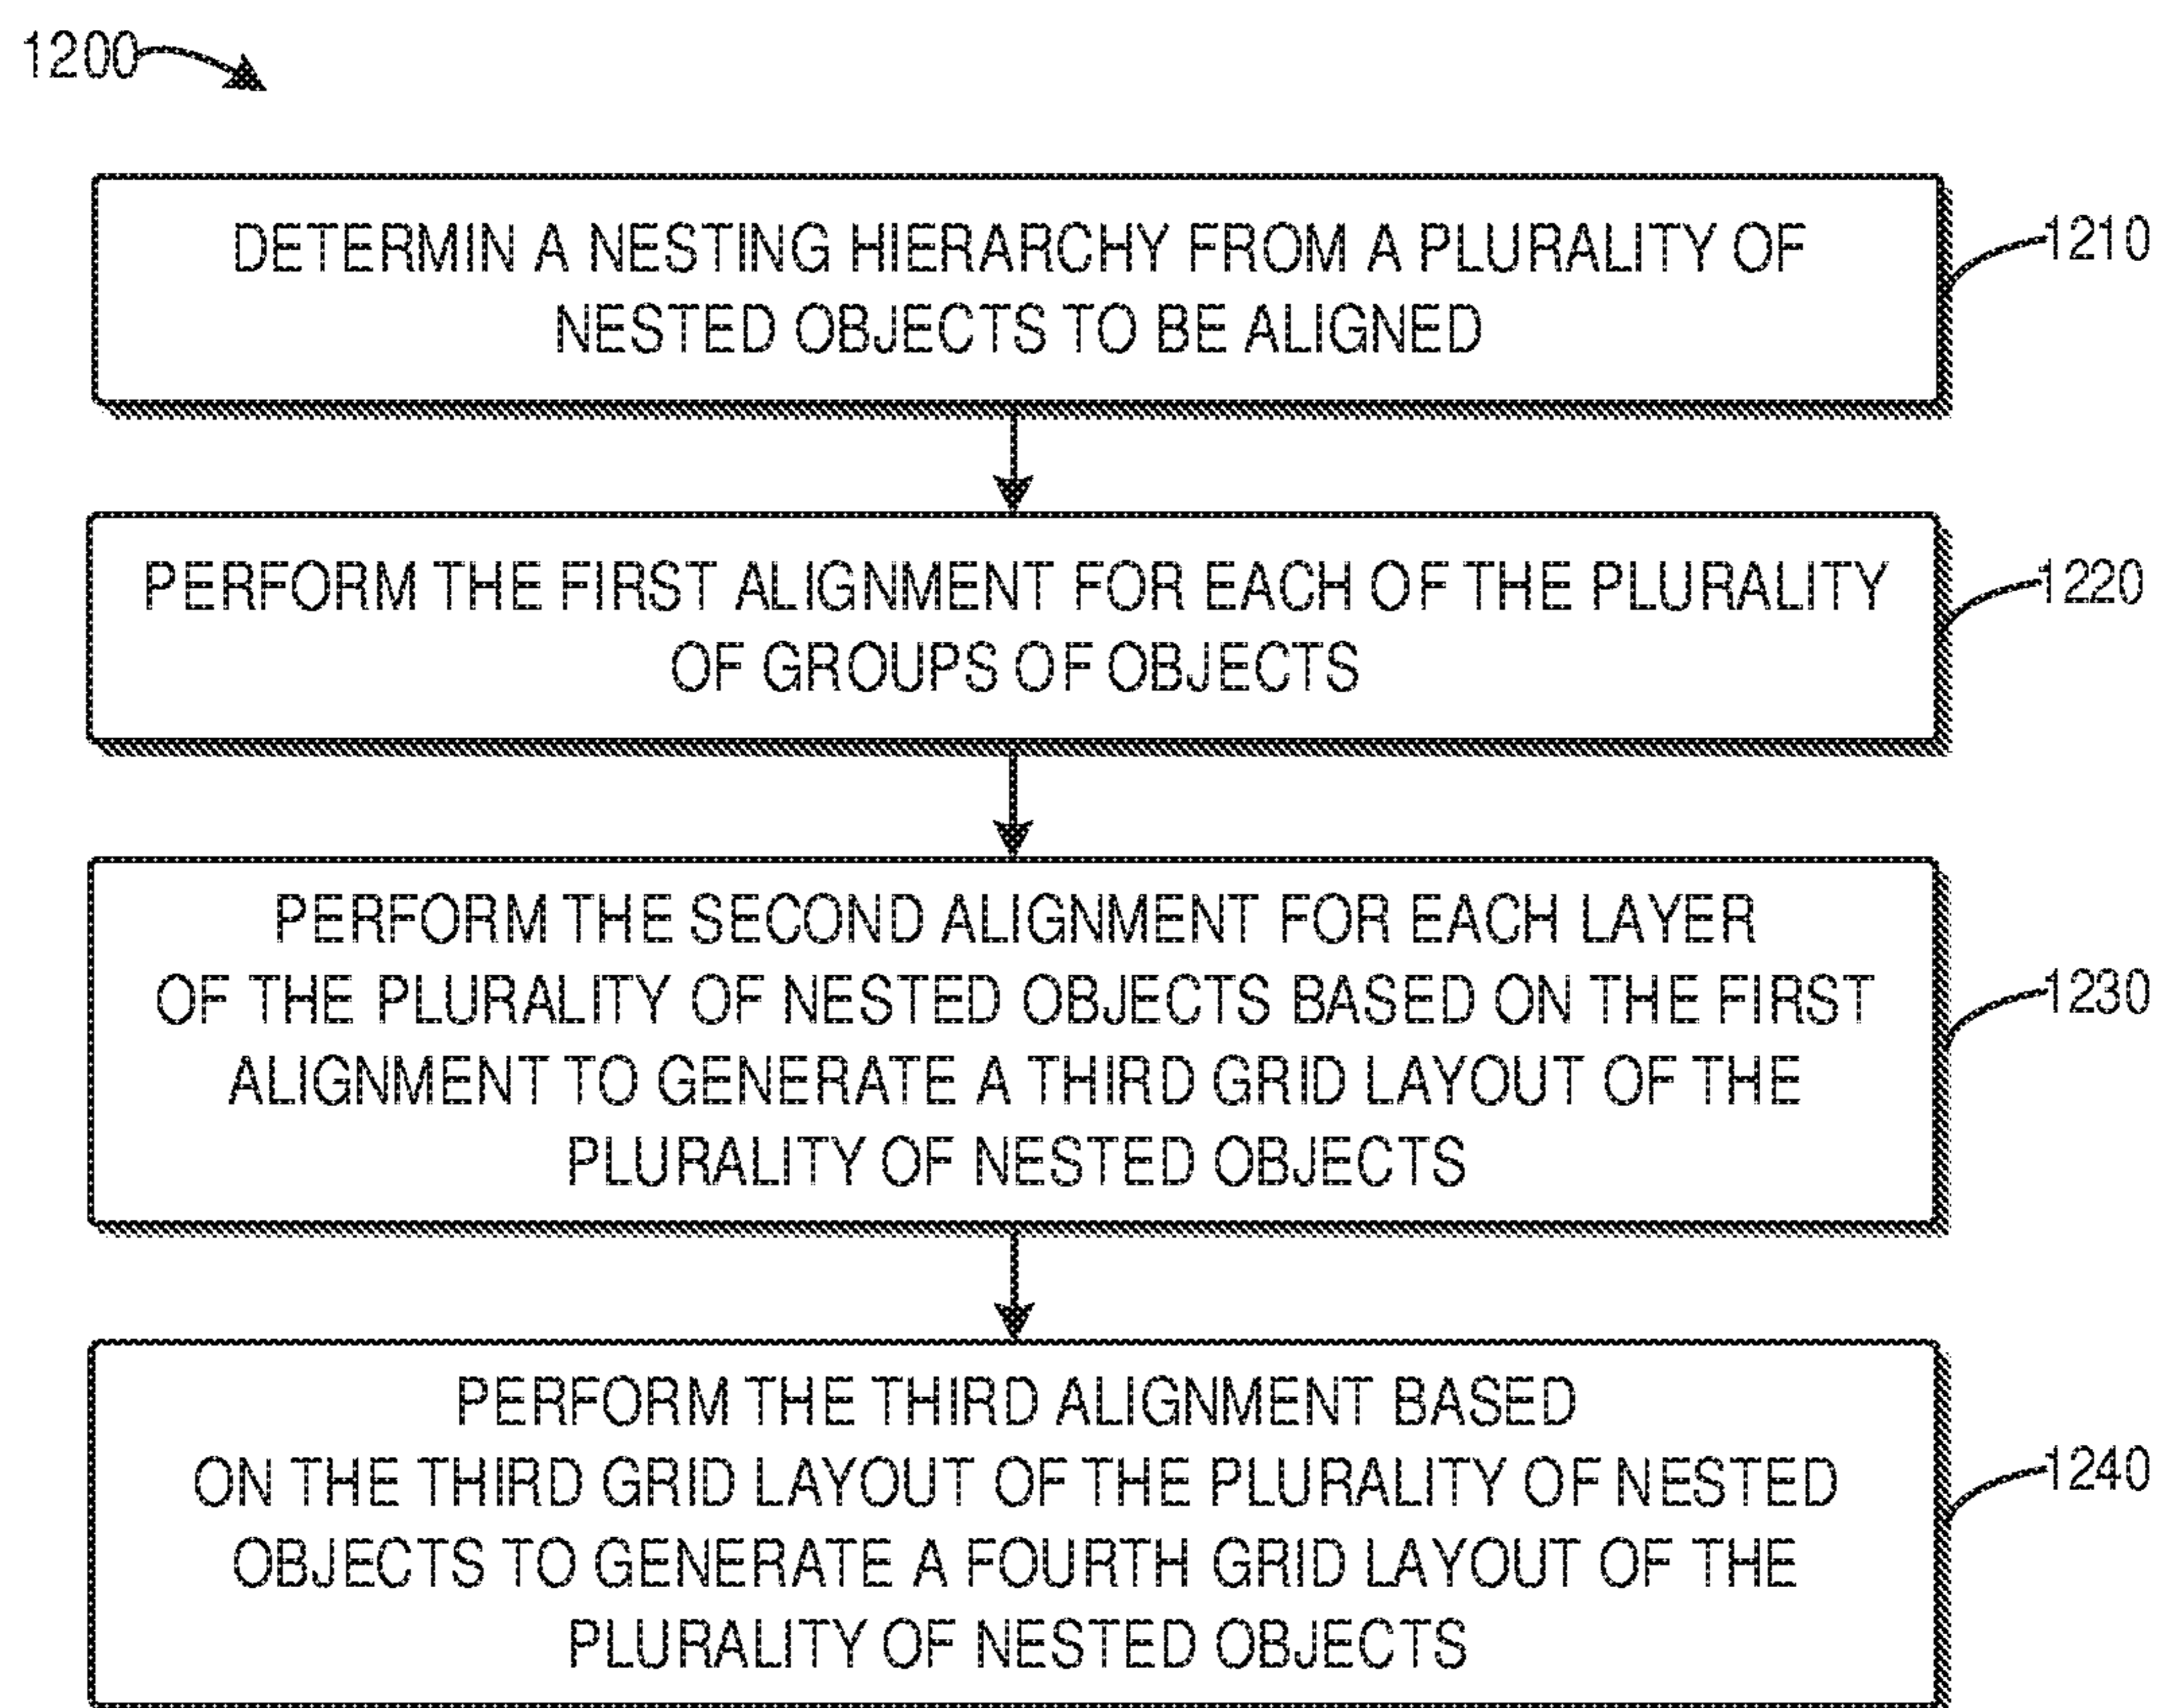 1200
DETERMIN A NESTING HIERARCHY FROM A PLURALITY OF
NESTED OBJECTS TO BE ALIGNED
1210
PERFORM THE FIRST ALIGNMENT FOR EACH OF THE PLURALITY
OF GROUPS OF OBJECTS
1220
PERFORM THE SECOND ALIGNMENT FOR EACH LAYER
OF THE PLURALITY OF NESTED OBJECTS BASED ON THE FIRST
ALIGNMENT TO GENERATE A THIRD GRID LAYOUT OF THE
PLURALITY OF NESTED OBJECTS
1230
PERFORM THE THIRD ALIGNMENT BASED
ON THE THIRD GRID LAYOUT OF THE PLURALITY OF NESTED
OBJECTS TO GENERATE A FOURTH GRID LAYOUT OF THE
PLURALITY OF NESTED OBJECTS
1240